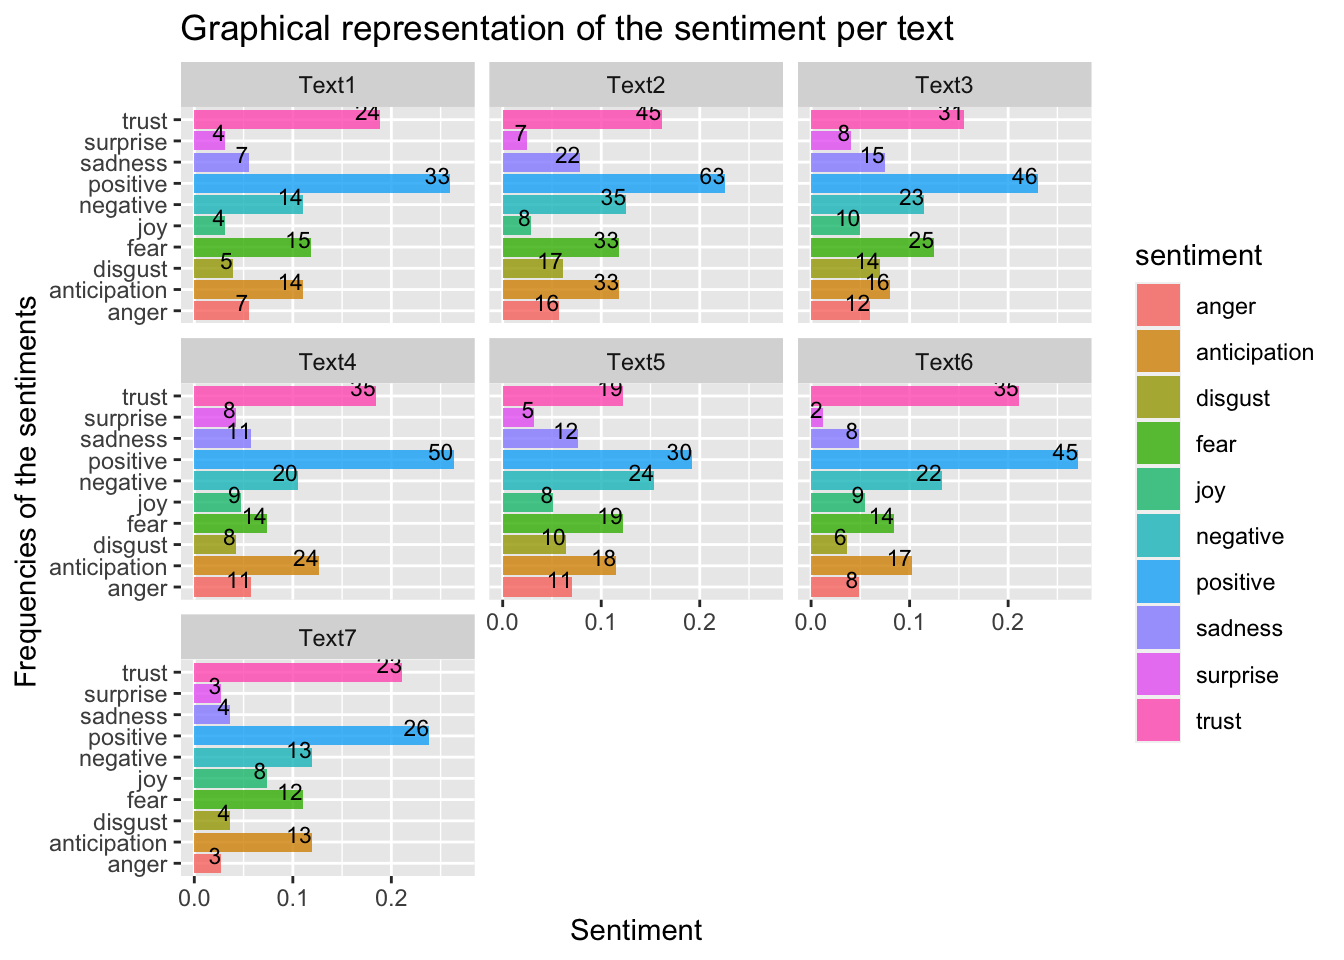 Graphical representation of the sentiment per text
Text1
Text2
Text3
trust 24 45 31
surprise 4 7 8
sadness 7 22 15
positive 33 63 46
negative 14 35 23
joy 4 8 10
fear 15 33 25
disgust 5 17 14
anticipation 14 33 16
anger 7 16 12
Text4
Text5
Text6
trust 35 19 35
surprise 8 5 2
sadness 11 12 8
positive 50 30 45
negative 20 24 22
joy 9 8 9
fear 14 19 14
disgust 8 10 6
anticipation 24 18 17
anger 11 11 8
0.0 0.1 0.2
0.0 0.1 0.2
Text7
trust 23
surprise 3
sadness 4
positive 26
negative 13
joy 8
fear 12
disgust 4
anticipation 13
anger 3
0.0 0.1 0.2
Sentiment
Frequencies of the sentiments
sentiment
anger
anticipation
disgust
fear
joy
negative
positive
sadness
surprise
trust